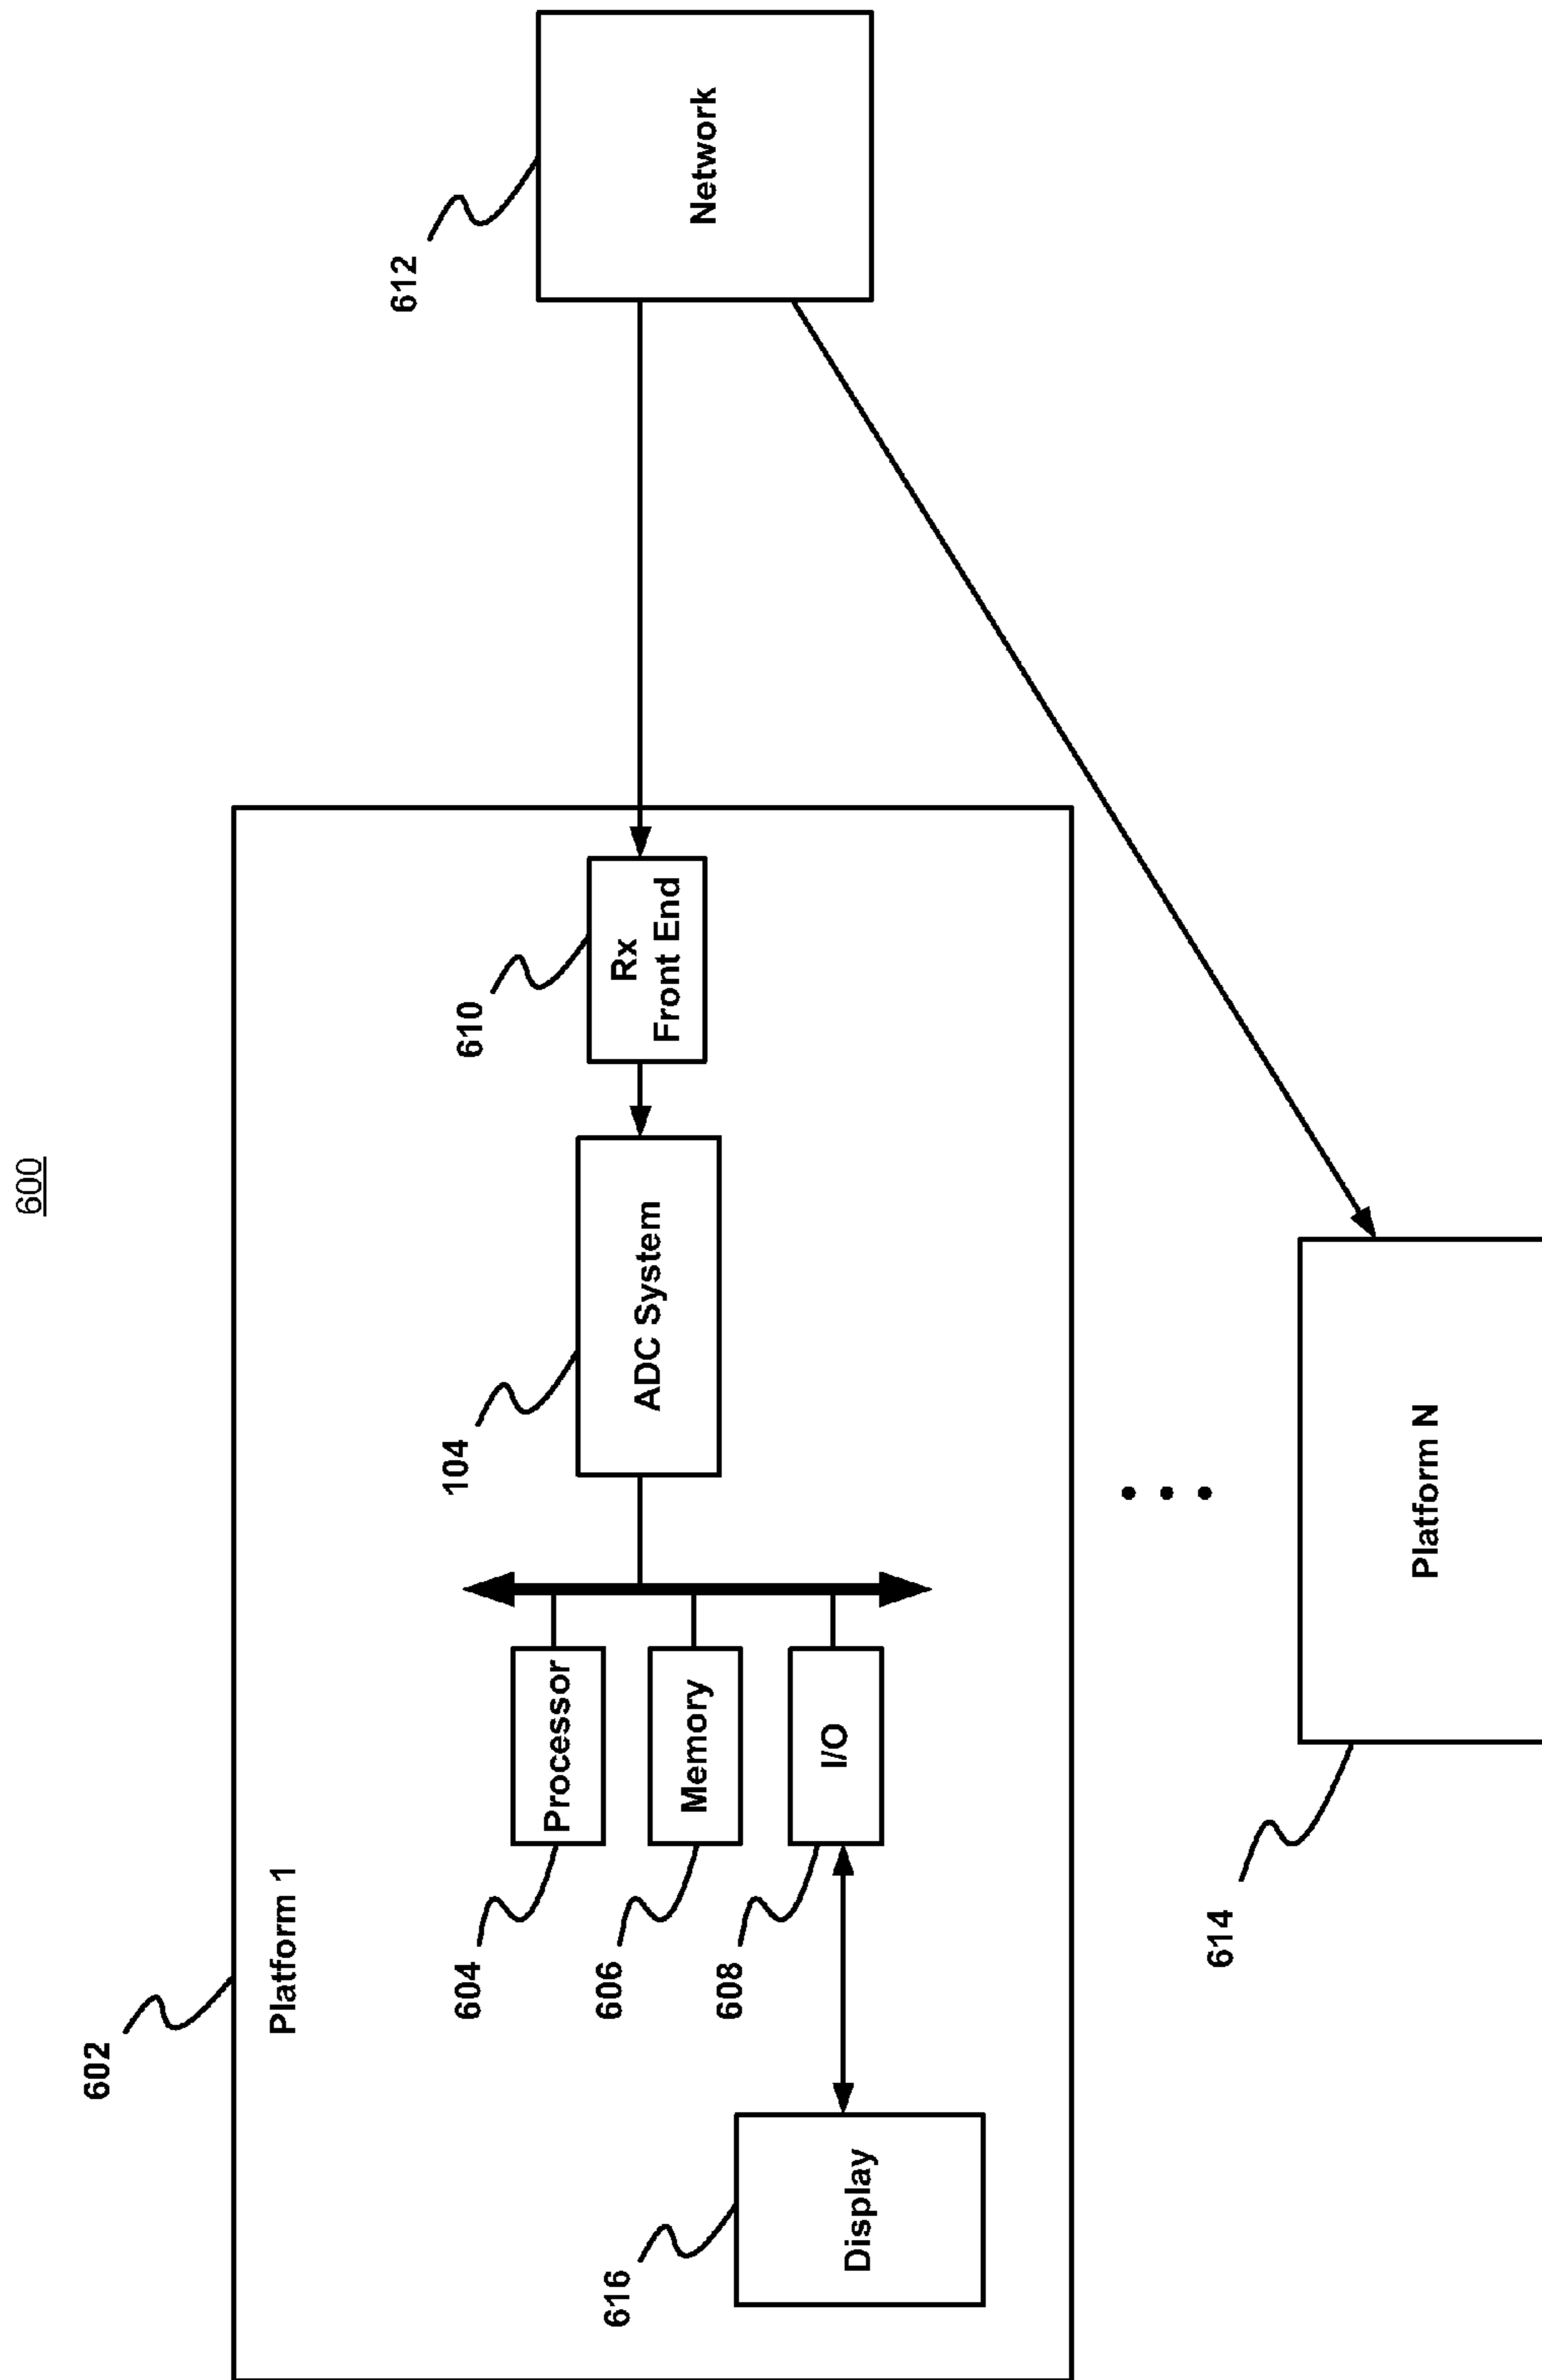 600
602
Platform 1
604
Processor
606
Memory
608
I/O
616
Display
104
ADC System
610
Rx
Front End
612
Network
614
Platform N